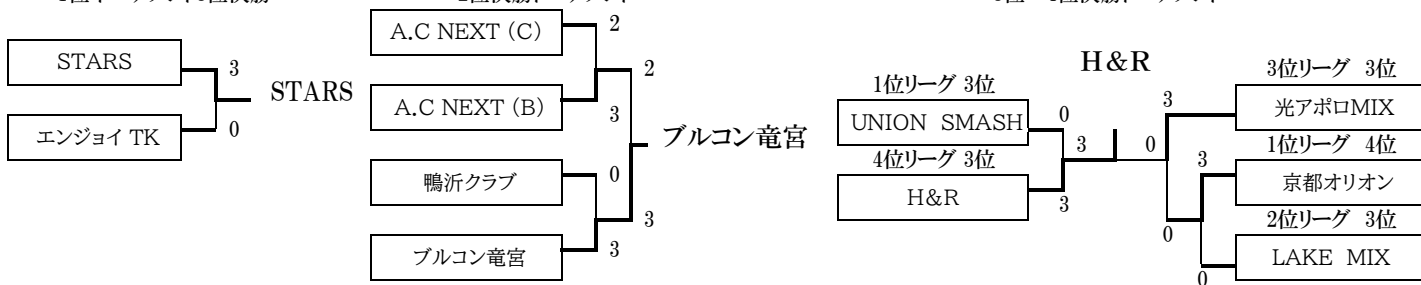 STARS
3
STARS
0
エンジョイ TK
A.C NEXT (C)
2
2
A.C NEXT (B)
3
ブルコン竜宮
鴨浜クラブ
0
3
ブルコン竜宮
3
H&R
1位リーグ 3位
UNION SMASH
0
3
4位リーグ 3位
H&R
3
3位リーグ 3位
3
光アポロMIX
0
1位リーグ 4位
3
京都オリオン
2位リーグ 3位
0
LAKE MIX
0